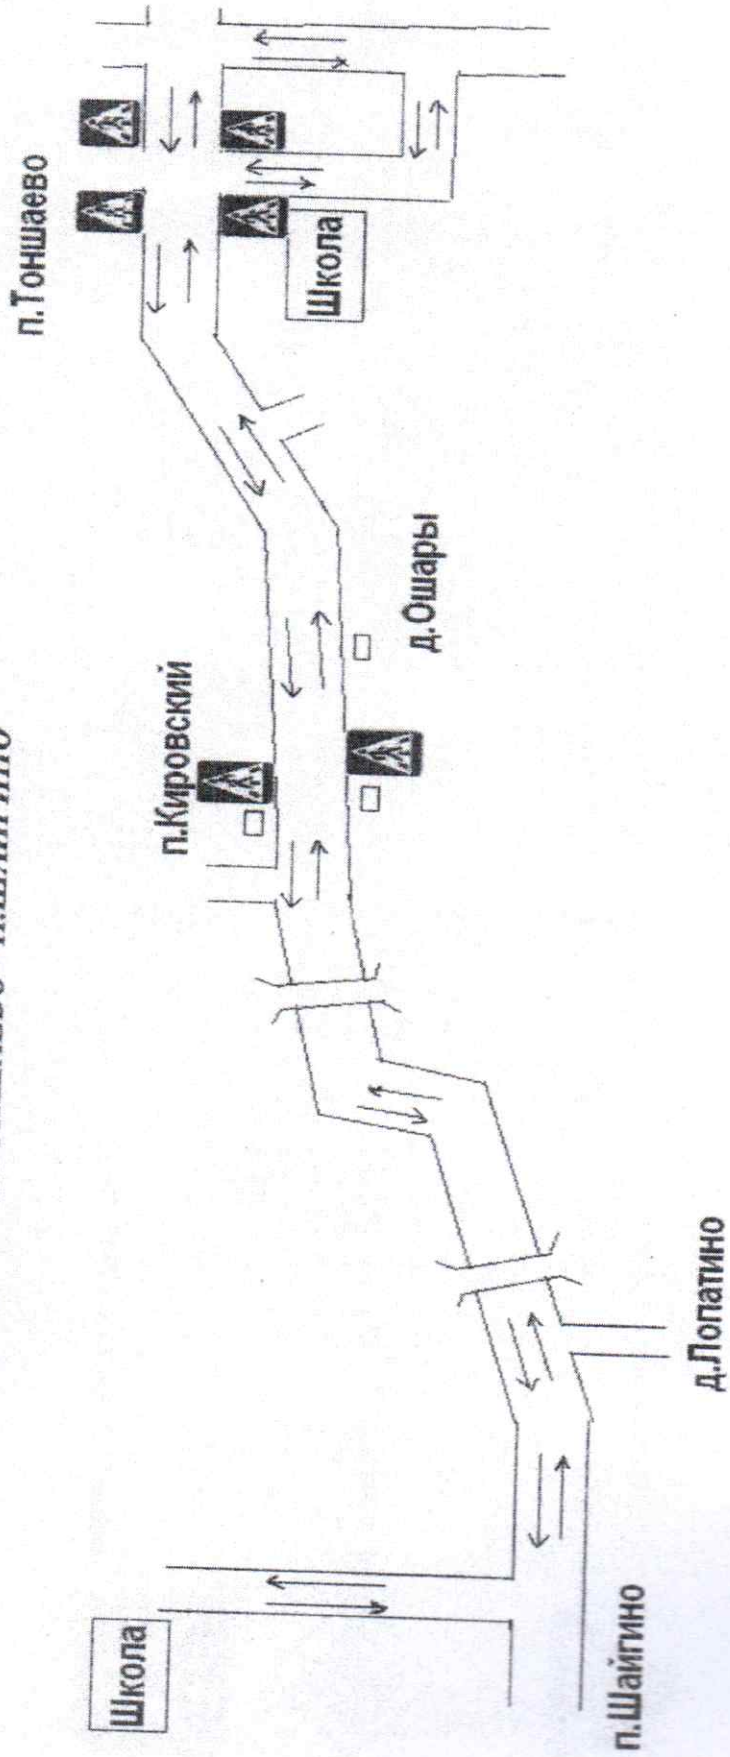 п.Тоншаево
Школа
п.Кировский
д.Ошары
Школа
д.Лопатино
п.Шайгино